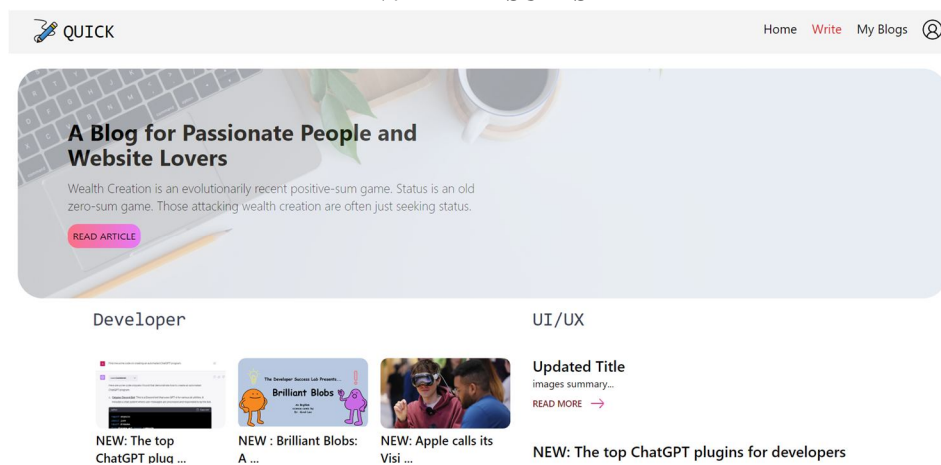 QUICK
Home Write My Blogs
A Blog for Passionate People and
Website Lovers
Wealth Creation is an evolutionarily recent positive-sum game. Status is an old
zero-sum game. Those attacking wealth creation are often just seeking status.
READ ARTICLE
Developer
The Developer Success Lab Presents...
Brilliant Blobs
NEW: The top
ChatGPT plug ...
NEW : Brilliant Blobs:
A ...
NEW: Apple calls its
Visi ...
UI/UX
Updated Title
images summary...
READ MORE
NEW: The top ChatGPT plugins for developers